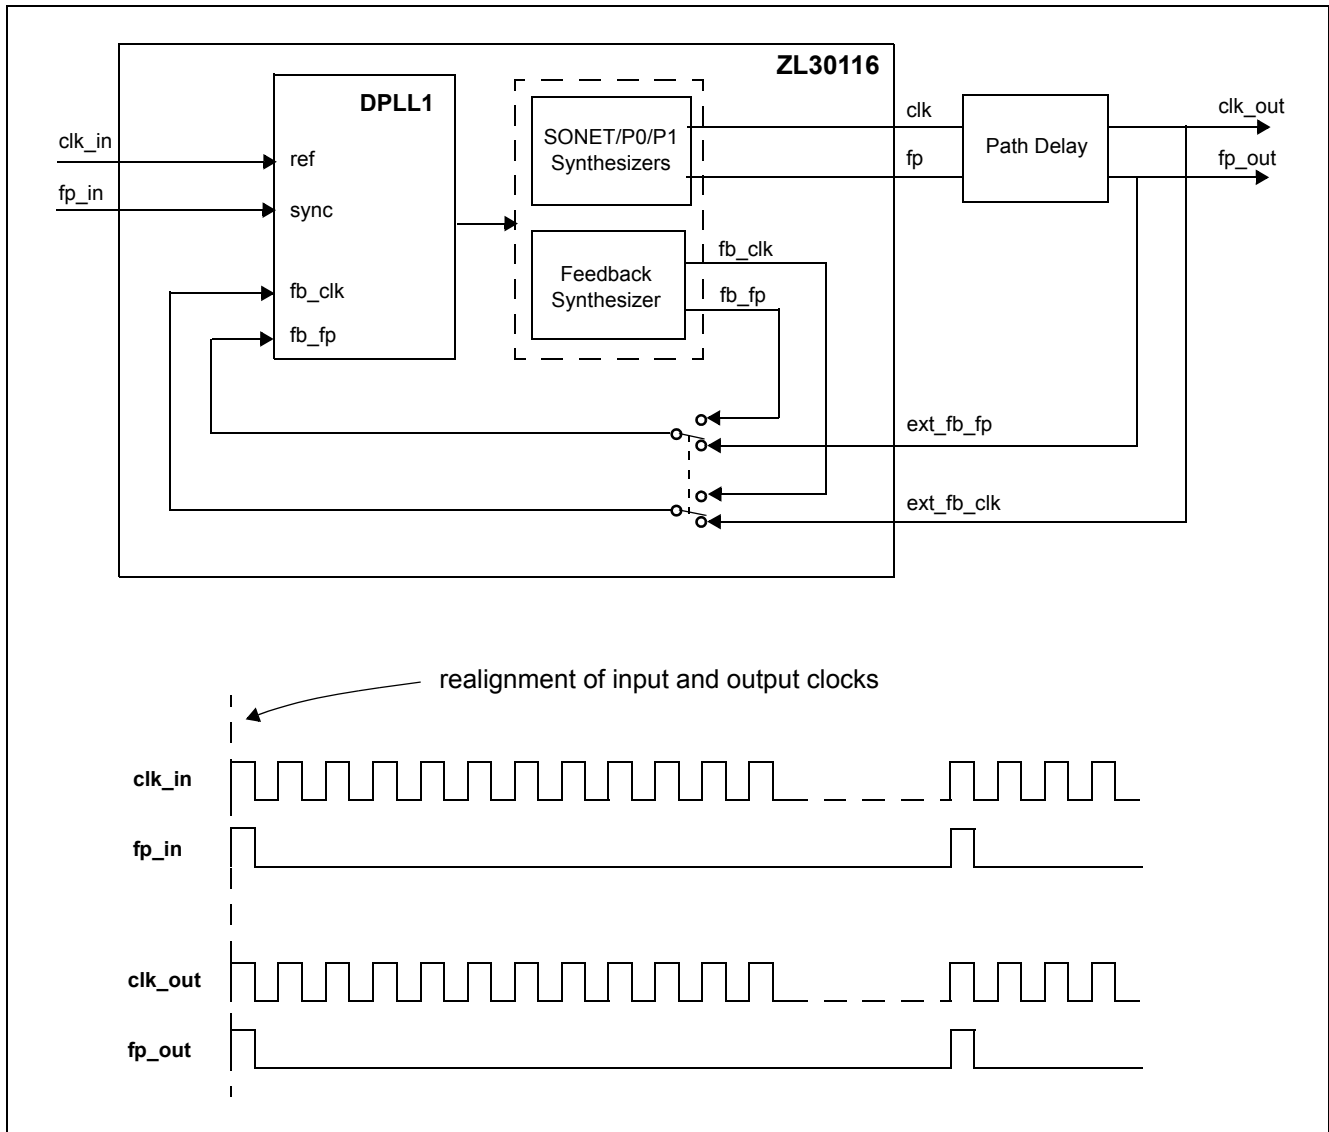 ZL30116
DPLL1
clk_in
ref
fp_in
sync
fb_clk
fb_fp
SONET/P0/P1
Synthesizers
Feedback
Synthesizer
fb_clk
fb_fp
clk
fp
Path Delay
clk_out
fp_out
ext_fb_fp
ext_fb_clk
realignment of input and output clocks
clk_in
fp_in
clk_out
fp_out